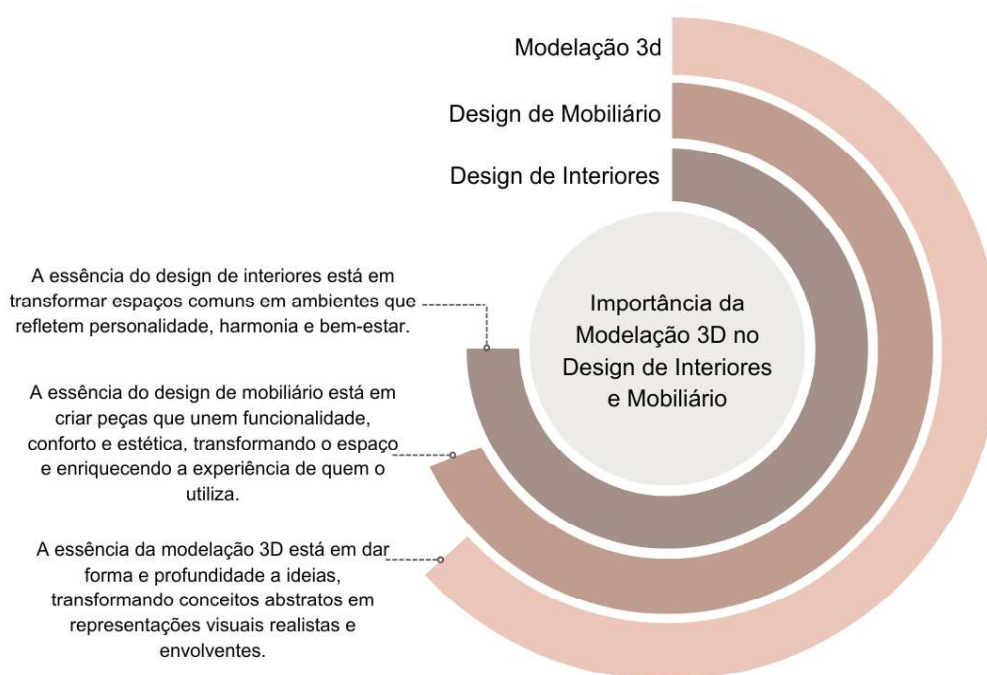 Modelação 3d
Design de Mobiliário
Design de Interiores
Importância da
Modelação 3D no
Design de Interiores
e Mobiliário
A essência do design de interiores está em
transformar espaços comuns em ambientes que
refletem personalidade, harmonia e bem-estar.
A essência do design de mobiliário está em
criar peças que unem funcionalidade,
conforto e estética, transformando o espaço
e enriquecendo a experiência de quem o
utiliza.
A essência da modelação 3D está em dar
forma e profundidade a ideias,
transformando conceitos abstratos em
representações visuais realistas e
envolventes.